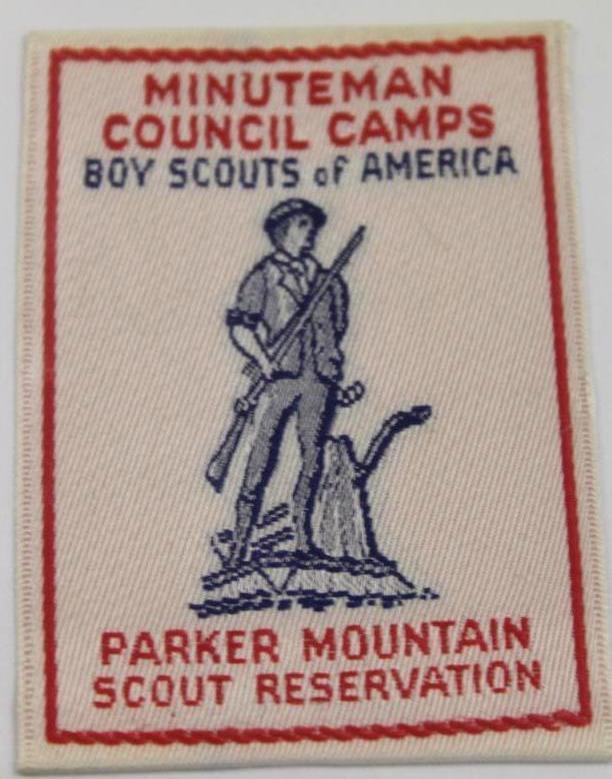 MINUTEMAN
COUNCIL CAMPS
BOY SCOUTS of AMERICA
PARKER MOUNTAIN
SCOUT RESERVATION